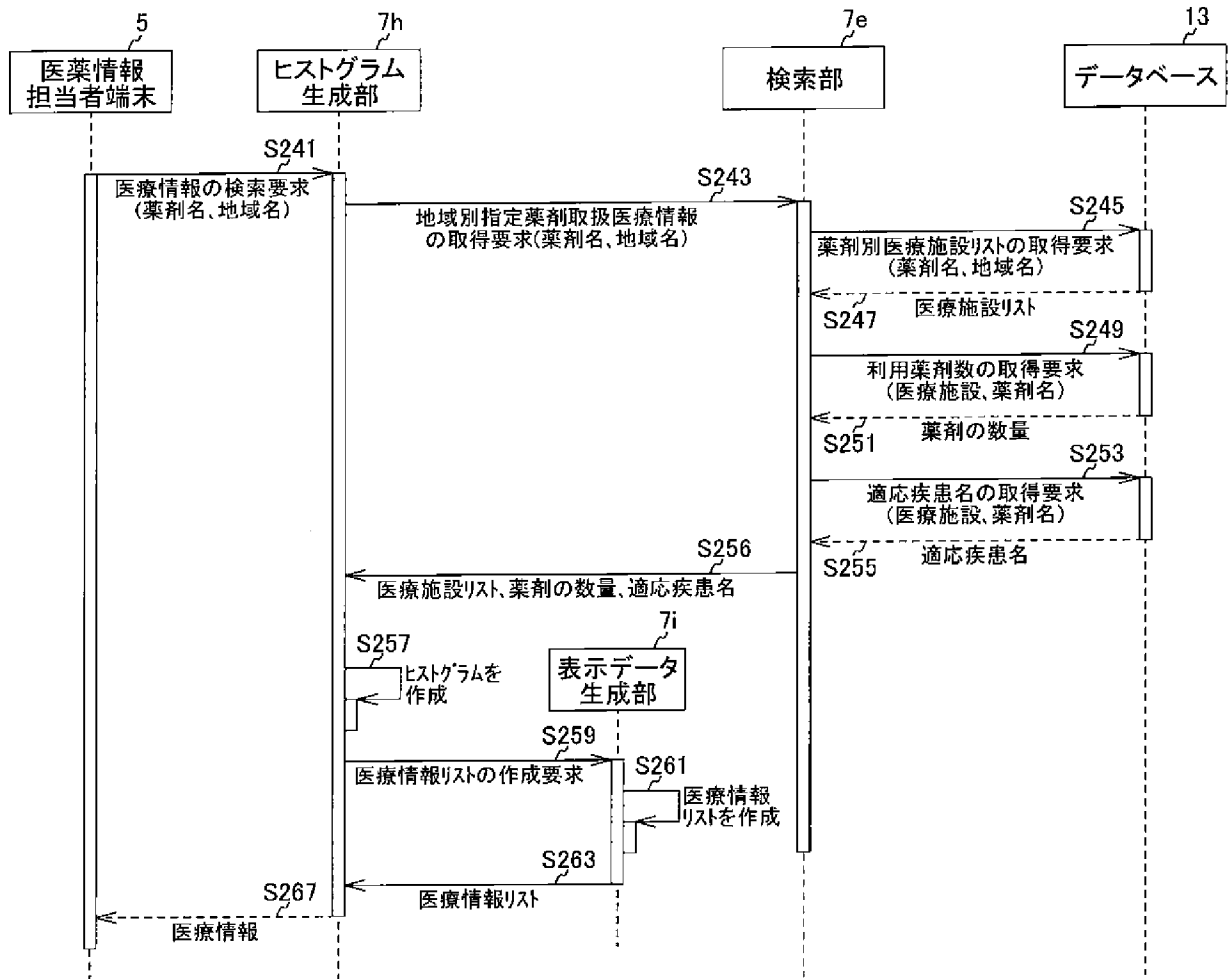 5
医薬情報
担当者端末
7h
ヒストグラム
生成部
7e
検索部
13
データベース
S241
医療情報の検索要求
(薬剤名、地域名)
S243
地域別指定薬剤取扱医療情報
の取得要求(薬剤名、地域名)
S245
薬剤別医療施設リストの取得要求
(薬剤名、地域名)
医療施設リスト
S247
S249
利用薬剤数の取得要求
(医療施設、薬剤名)
薬剤の数量
S251
S253
適応疾患名の取得要求
(医療施設、薬剤名)
適応疾患名
S255
S256
医療施設リスト、薬剤の数量、適応疾患名
S257
ヒストグラムを
作成
7i
表示データ
生成部
S259
医療情報リストの作成要求
S261
医療情報
リストを作成
S263
医療情報リスト
S267
医療情報